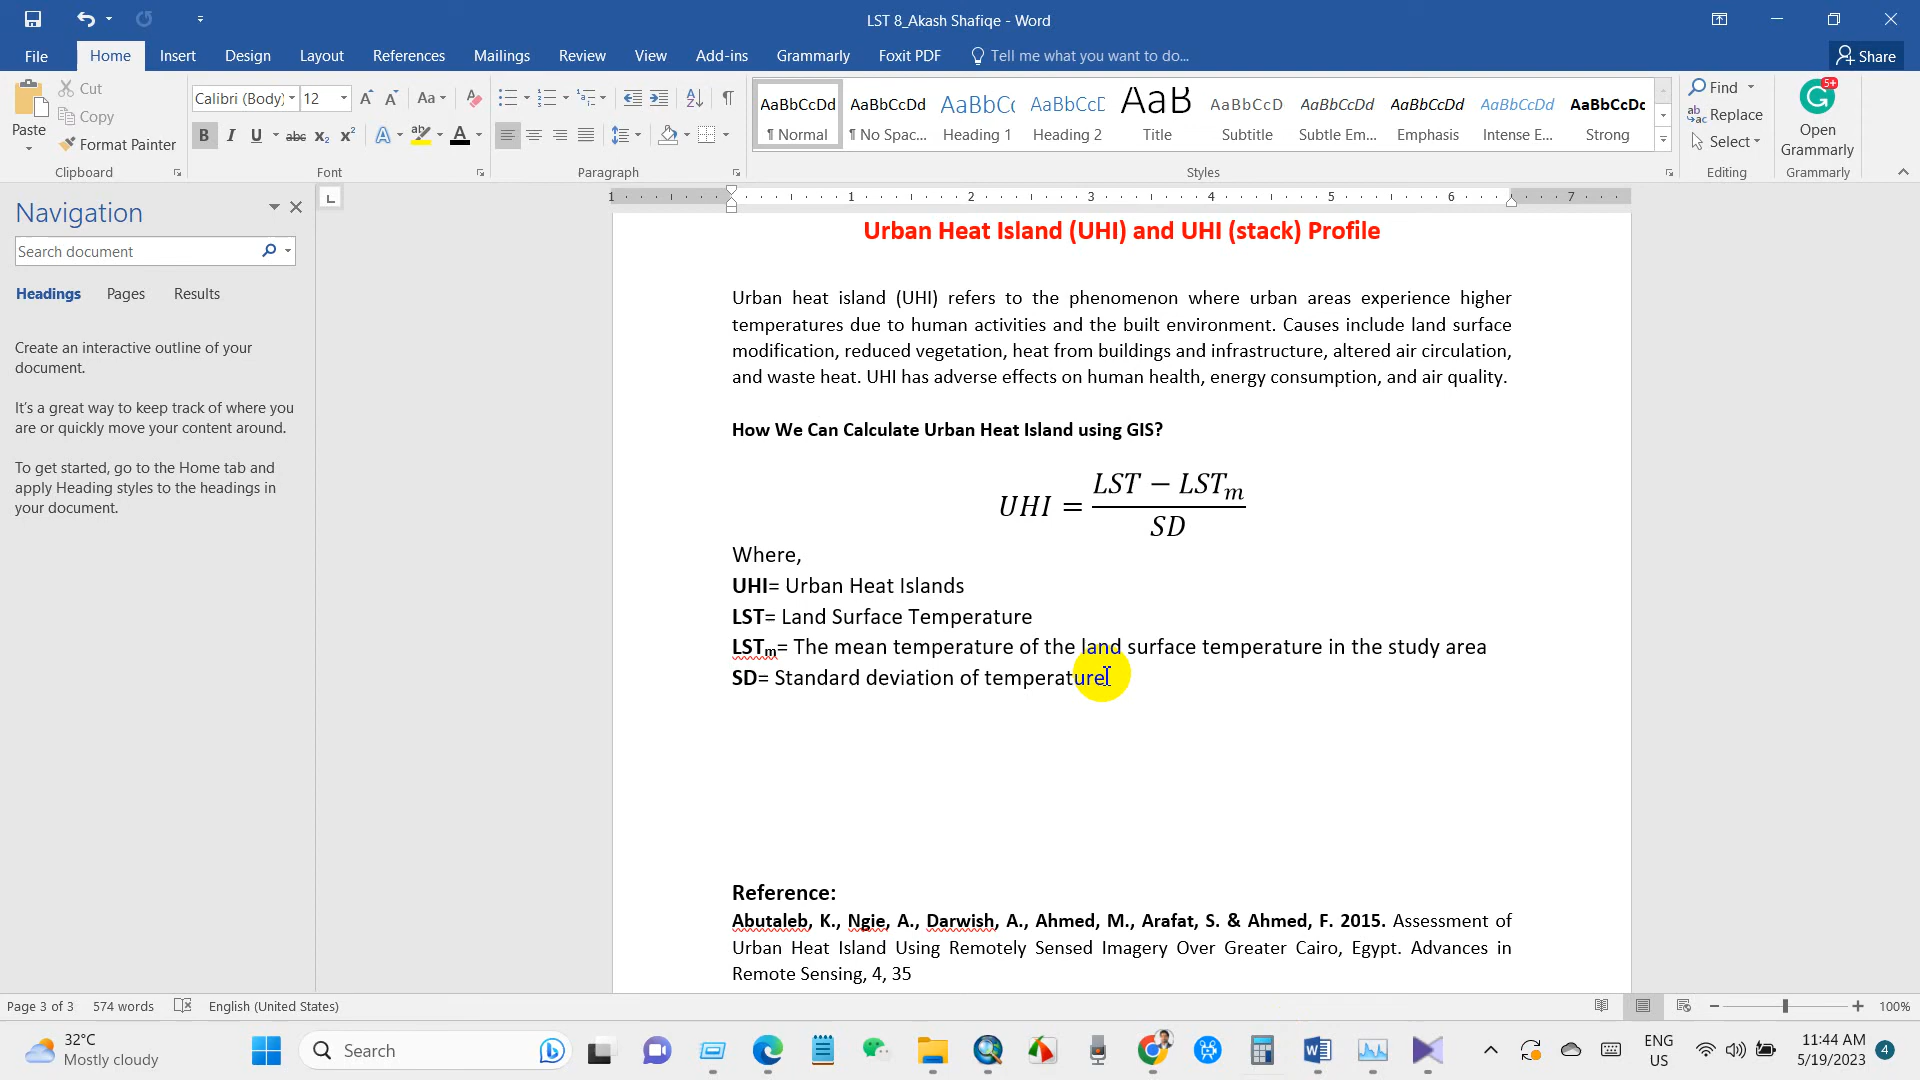 LST 8_Akash Shafiqe - Word
File Home Insert Design Layout References Mailings Review View Add-ins Grammarly Foxit PDF Tell me what you want to do... Share
Paste
Cut
Copy
Format Painter
Clipboard
Calibri (Body) 12
Font
Paragraph
AaBbCcDd AaBbCcDd AaBbCc AaBbCcD AaB AaBbCcD AaBbCcDd AaBbCcDd AaBbCcDd AaBbCcDc
¶ Normal ¶ No Spac... Heading 1 Heading 2 Title Subtitle Subtle Em... Emphasis Intense E... Strong
Styles
Find
Replace
Select
Editing
5+
Open
Grammarly
Grammarly
Navigation
Search document
Headings Pages Results
Create an interactive outline of your
document.
It's a great way to keep track of where you
are or quickly move your content around.
To get started, go to the Home tab and
apply Heading styles to the headings in
your document.
1 1 2 3 4 5 6 7
Urban Heat Island (UHI) and UHI (stack) Profile
Urban heat island (UHI) refers to the phenomenon where urban areas experience higher
temperatures due to human activities and the built environment. Causes include land surface
modification, reduced vegetation, heat from buildings and infrastructure, altered air circulation,
and waste heat. UHI has adverse effects on human health, energy consumption, and air quality.
How We Can Calculate Urban Heat Island using GIS?
UHI = (LST − LSTm) / SD
Where,
UHI= Urban Heat Islands
LST= Land Surface Temperature
LSTm= The mean temperature of the land surface temperature in the study area
SD= Standard deviation of temperature
Reference:
Abutaleb, K., Ngie, A., Darwish, A., Ahmed, M., Arafat, S. & Ahmed, F. 2015. Assessment of
Urban Heat Island Using Remotely Sensed Imagery Over Greater Cairo, Egypt. Advances in
Remote Sensing, 4, 35
Page 3 of 3 574 words English (United States) 100%
32°C
Mostly cloudy
Search
ENG
US
11:44 AM
5/19/2023
4